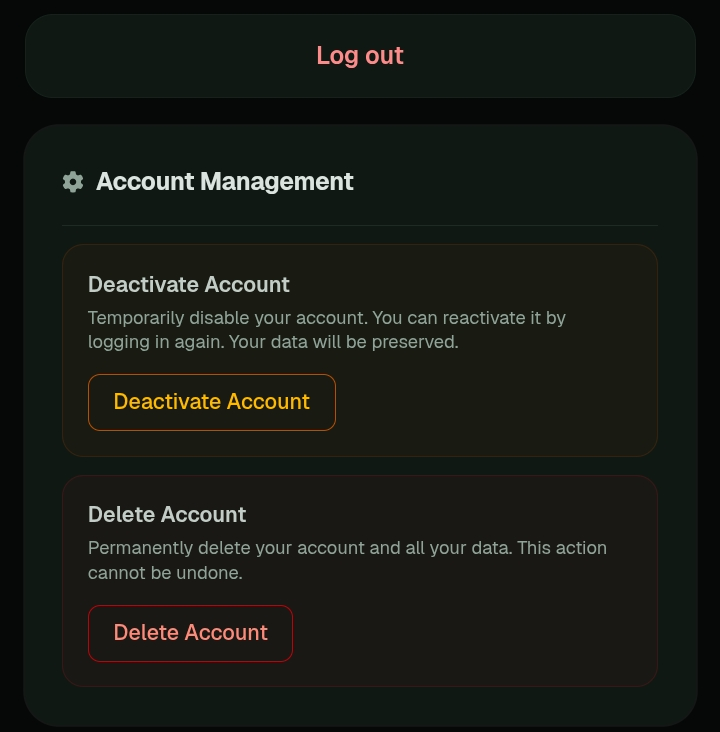 Log out
Account Management
Deactivate Account
Temporarily disable your account. You can reactivate it by
logging in again. Your data will be preserved.
Deactivate Account
Delete Account
Permanently delete your account and all your data. This action
cannot be undone.
Delete Account